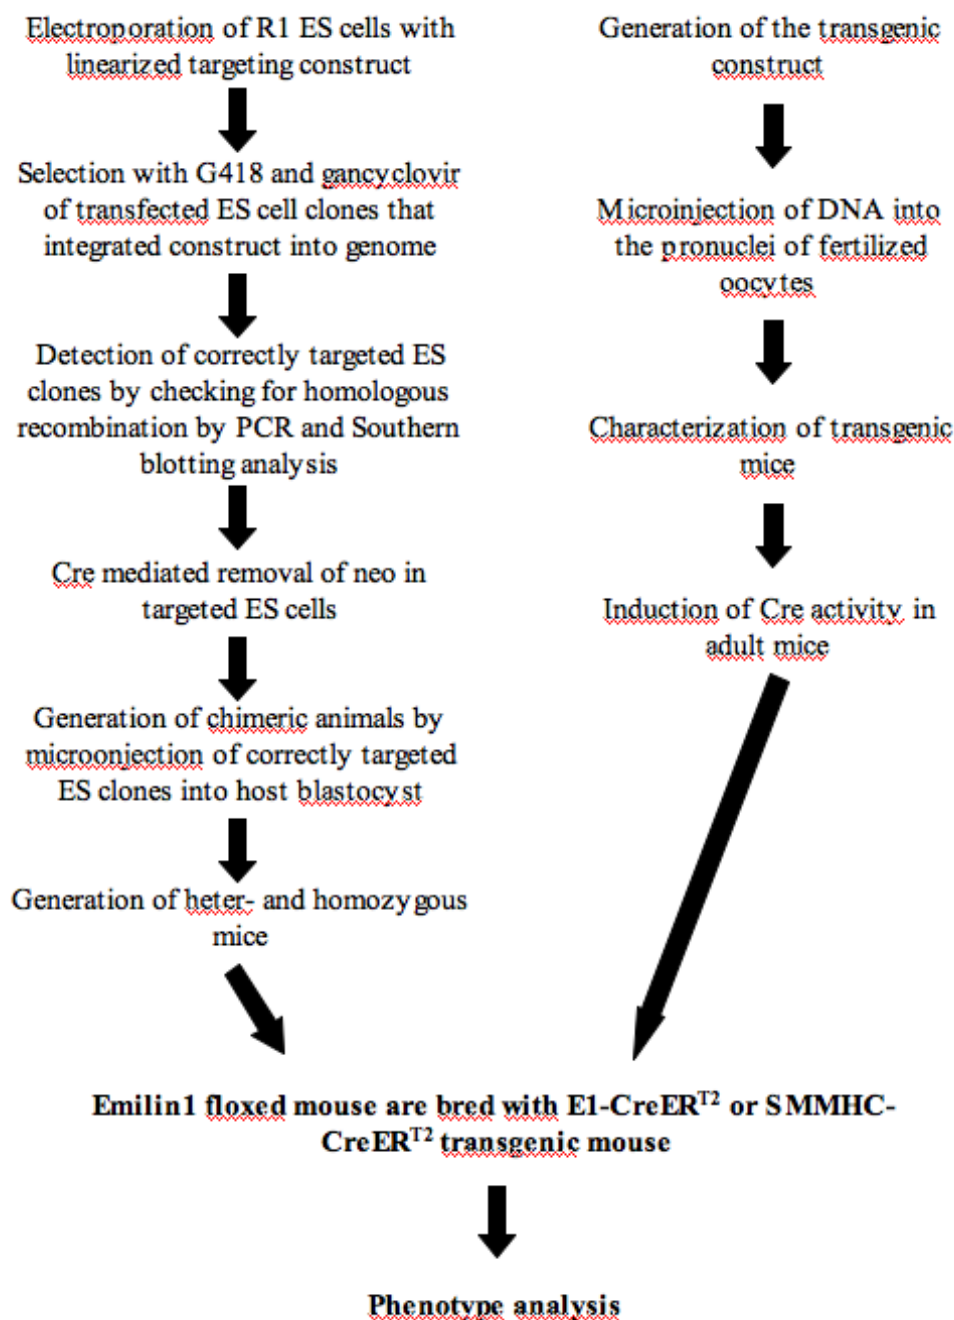 Electroporation of R1 ES cells with
linearized targeting construct
Selection with G418 and gancyclovir
of transfected ES cell clones that
integrated construct into genome
Detection of correctly targeted ES
clones by checking for homologous
recombination by PCR and Southern
blotting analysis
Cre mediated removal of neo in
targeted ES cells
Generation of chimeric animals by
microonjection of correctly targeted
ES clones into host blastocyst
Generation of heter- and homozygous
mice
Generation of the transgenic
construct
Microinjection of DNA into
the pronuclei of fertilized
oocytes
Characterization of transgenic
mice
Induction of Cre activity in
adult mice
Emilin1 floxed mouse are bred with E1-CreER^T2 or SMMHC-
CreER^T2 transgenic mouse
Phenotype analysis